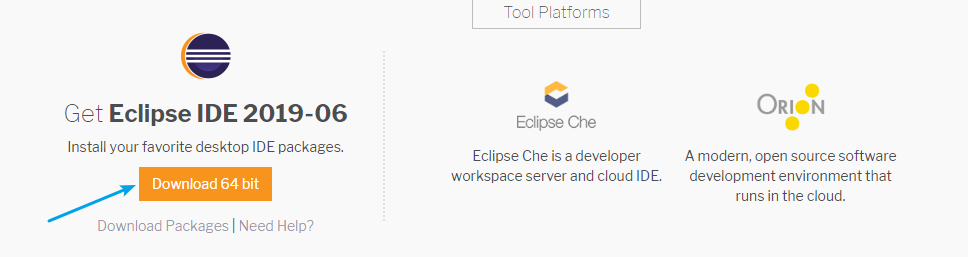 Tool Platforms
Get Eclipse IDE 2019-06
Install your favorite desktop IDE packages.
Download 64 bit
Download Packages | Need Help?
Eclipse Che
Eclipse Che is a developer
workspace server and cloud IDE.
ORION
A modern, open source software
development environment that
runs in the cloud.